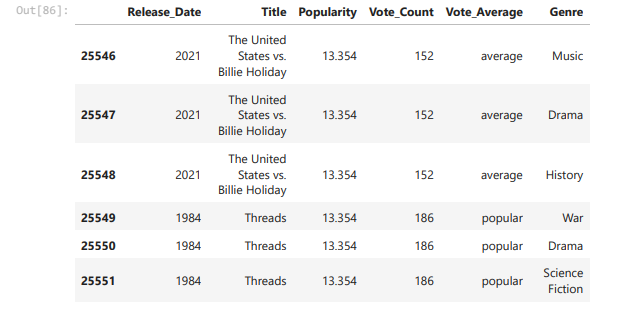 Out[86]:
Release_Date Title Popularity Vote_Count Vote_Average Genre
The United
25546 2021 States vs. 13.354 152 average Music
Billie Holiday
The United
25547 2021 States vs. 13.354 152 average Drama
Billie Holiday
The United
25548 2021 States vs. 13.354 152 average History
Billie Holiday
25549 1984 Threads 13.354 186 popular War
25550 1984 Threads 13.354 186 popular Drama
Science
25551 1984 Threads 13.354 186 popular
Fiction